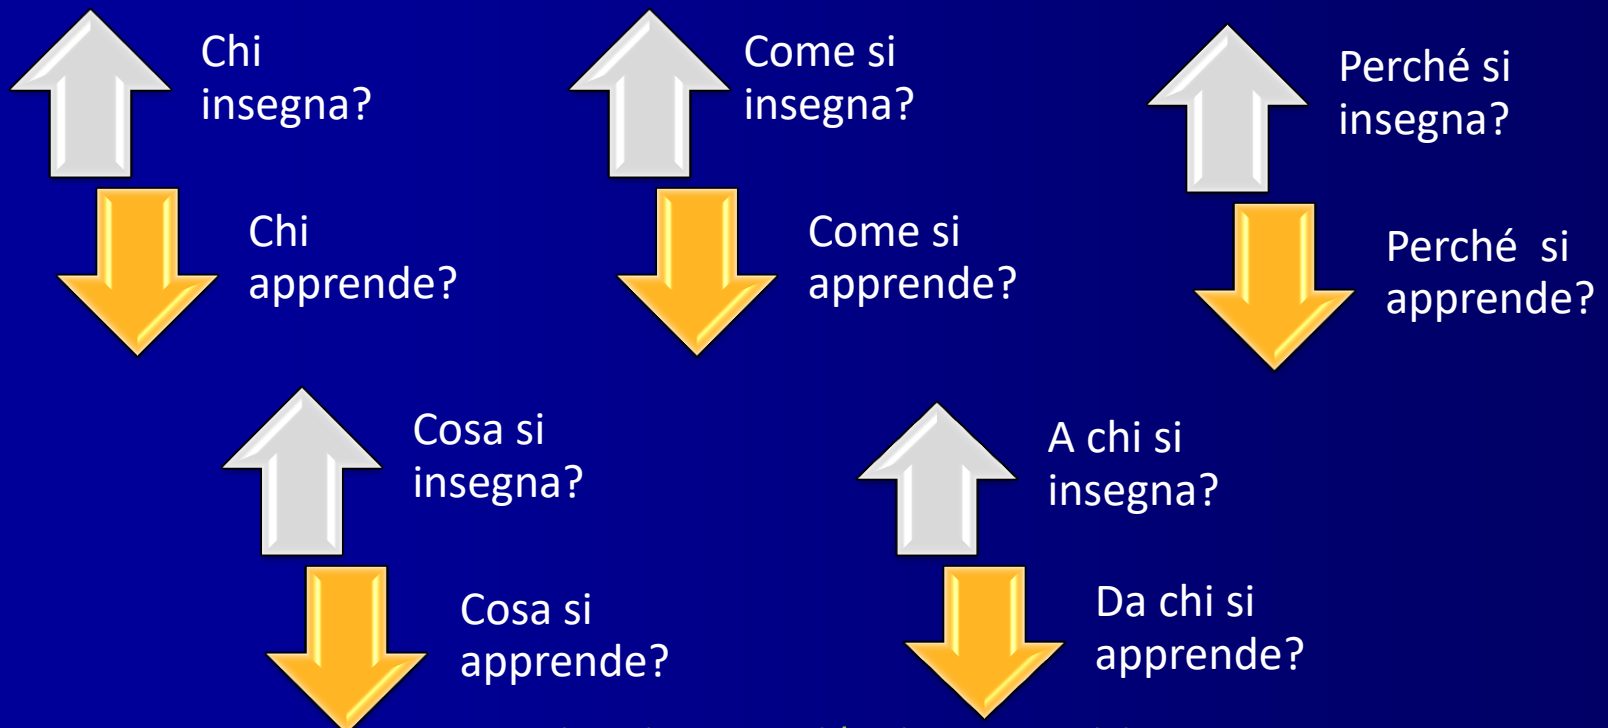 Chi
insegna?
Chi
apprende?
Come si
insegna?
Come si
apprende?
Perché si
insegna?
Perché  si
apprende?
Cosa si
insegna?
Cosa si
apprende?
A chi si
insegna?
Da chi si
apprende?